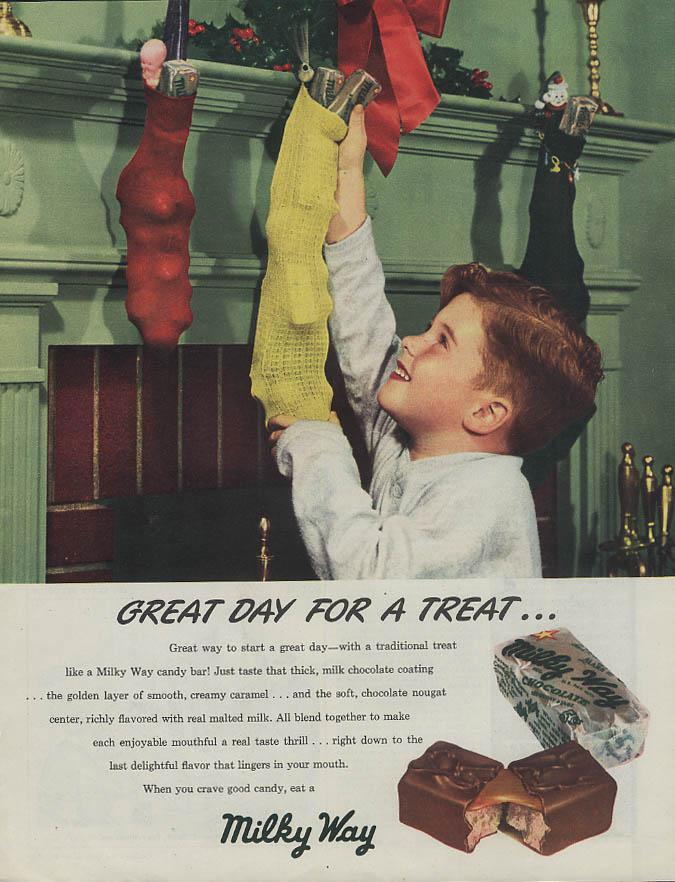 GREAT DAY FOR A TREAT...
Great way to start a great day—with a traditional treat
like a Milky Way candy bar! Just taste that thick, milk chocolate coating
. . . the golden layer of smooth, creamy caramel . . . and the soft, chocolate nougat
center, richly flavored with real malted milk. All blend together to make
each enjoyable mouthful a real taste thrill . . . right down to the
last delightful flavor that lingers in your mouth.
When you crave good candy, eat a
Milky Way
Milky Way
CHOCOLATE